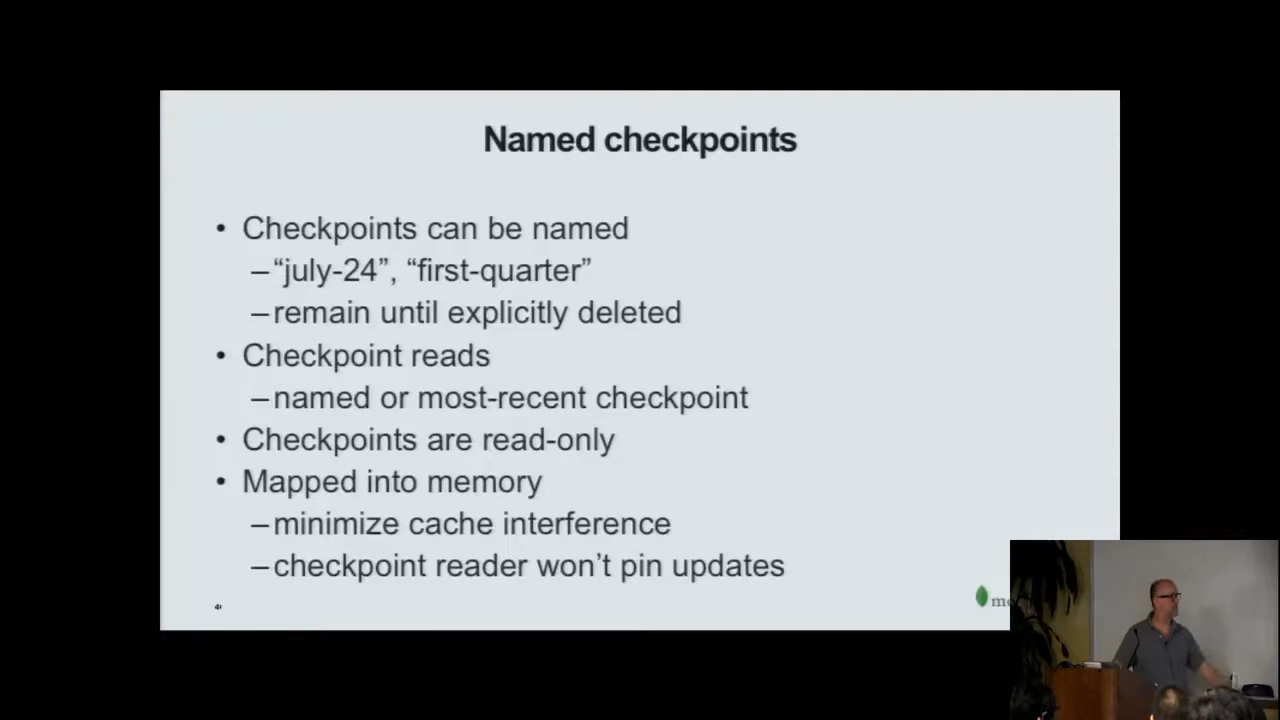 Named checkpoints
• Checkpoints can be named
–“july-24”, “first-quarter”
–remain until explicitly deleted
• Checkpoint reads
–named or most-recent checkpoint
• Checkpoints are read-only
• Mapped into memory
–minimize cache interference
–checkpoint reader won’t pin updates